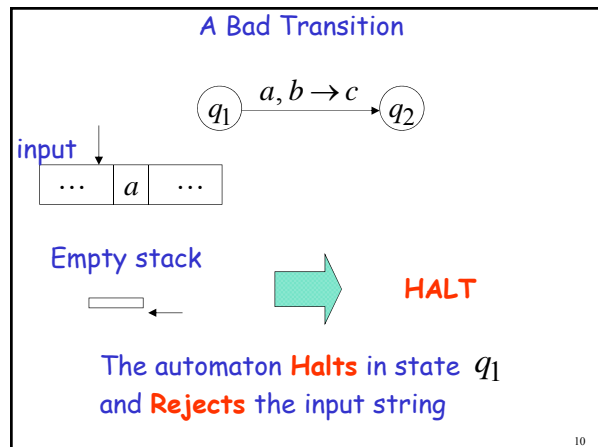 A Bad Transition
a, b → c
q1 q2
input
⋯ a ⋯
Empty stack
HALT
The automaton Halts in state q1
and Rejects the input string
10